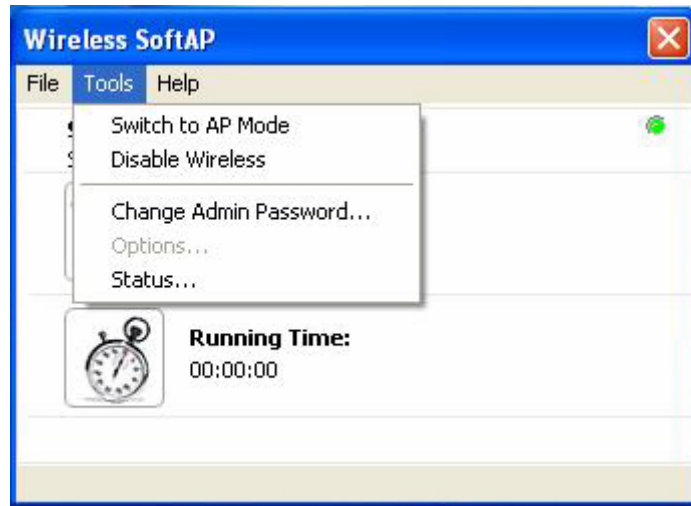 Wireless SoftAP
File Tools Help
Switch to AP Mode
Disable Wireless
Change Admin Password...
Options...
Status...
Running Time:
00:00:00